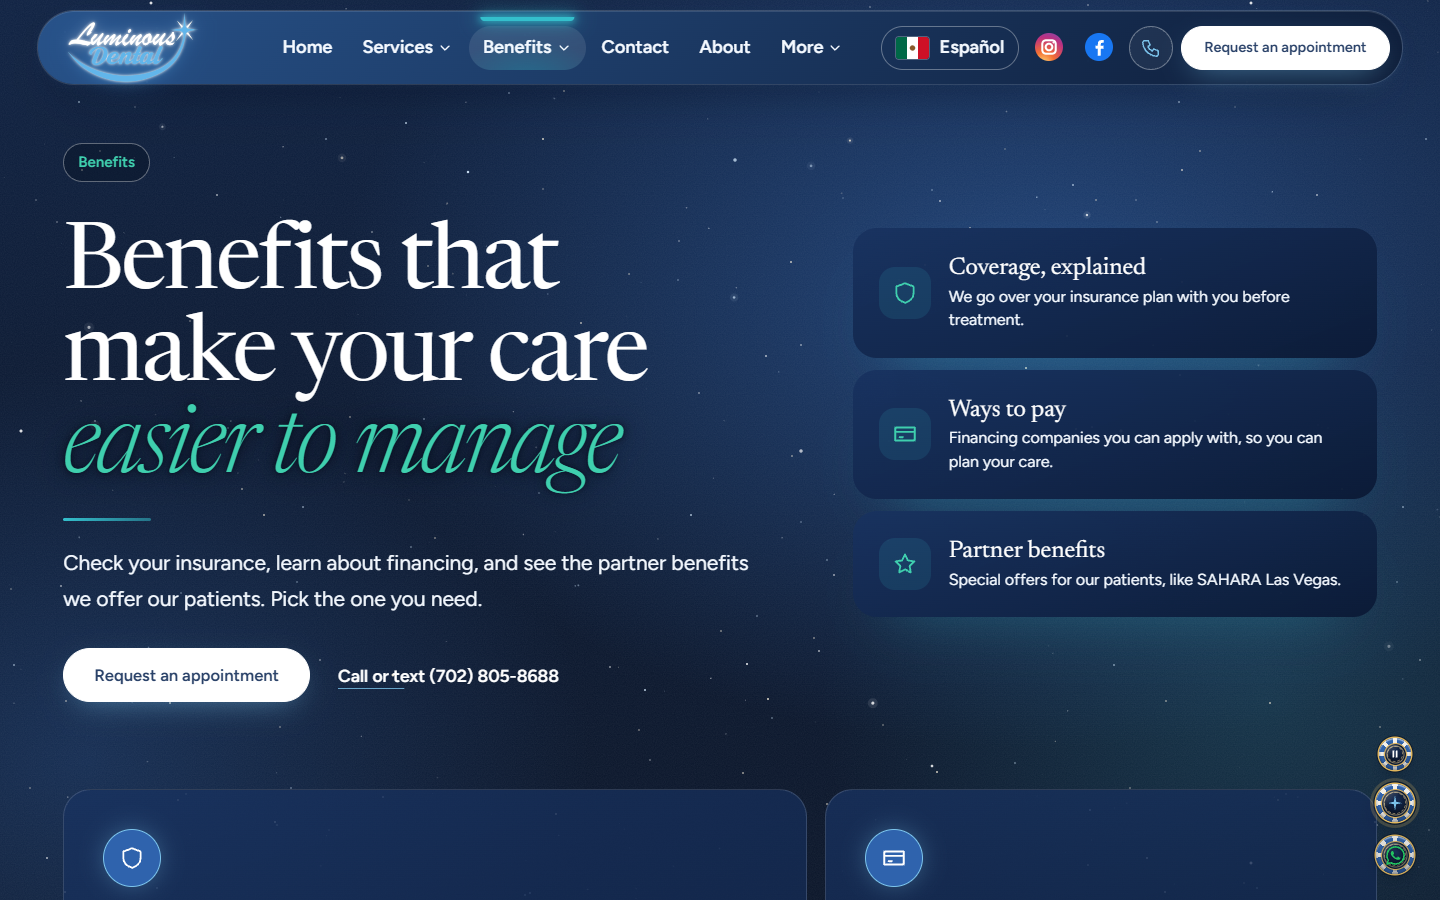 Luminous
Dental
Home
Services
Benefits
Contact
About
More
Español
Request an appointment
Benefits
Benefits that
make your care
easier to manage
Check your insurance, learn about financing, and see the partner benefits
we offer our patients. Pick the one you need.
Request an appointment
Call or text (702) 805-8688
Coverage, explained
We go over your insurance plan with you before
treatment.
Ways to pay
Financing companies you can apply with, so you can
plan your care.
Partner benefits
Special offers for our patients, like SAHARA Las Vegas.